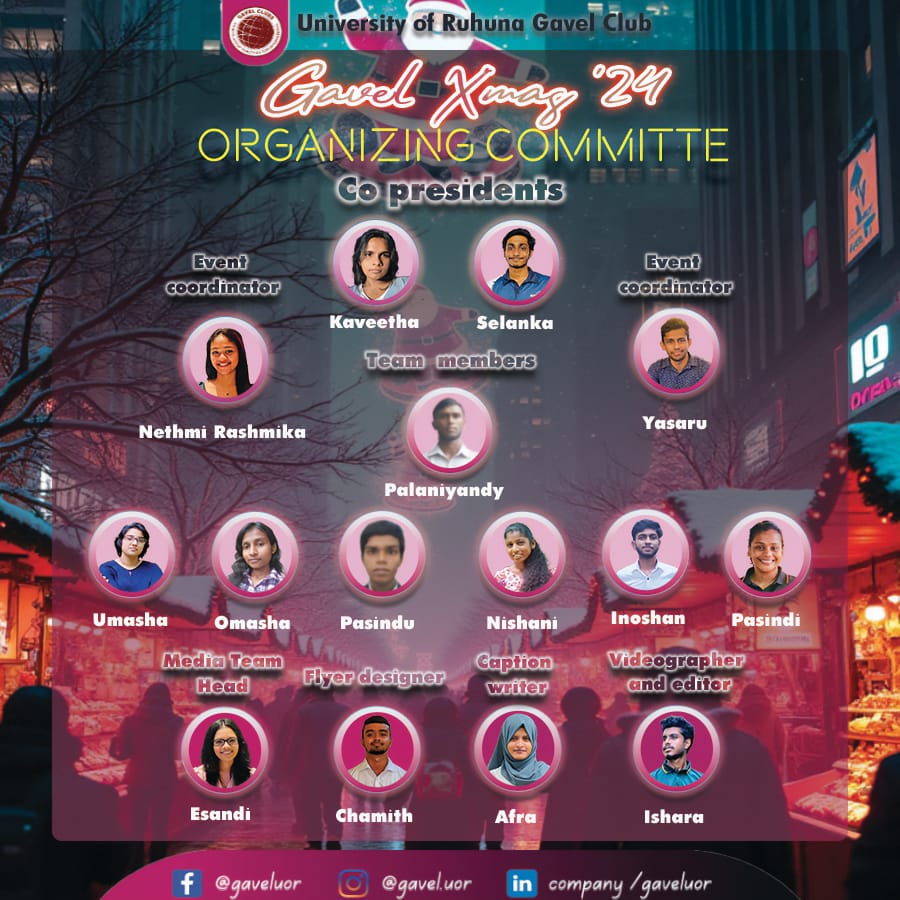 GAVEL CLUBS
University of Ruhuna Gavel Club
Gavel Xmas '24
ORGANIZING COMMITTE
Co presidents
Kaveetha
Selanka
Event
coordinator
Nethmi Rashmika
Event
coordinator
Yasaru
Team members
Palaniyandy
Umasha
Omasha
Pasindu
Nishani
Inoshan
Pasindi
Media Team
Head
Esandi
Flyer designer
Chamith
Caption
writer
Afra
Videographer
and editor
Ishara
@gaveluor
@gavel.uor
company /gaveluor